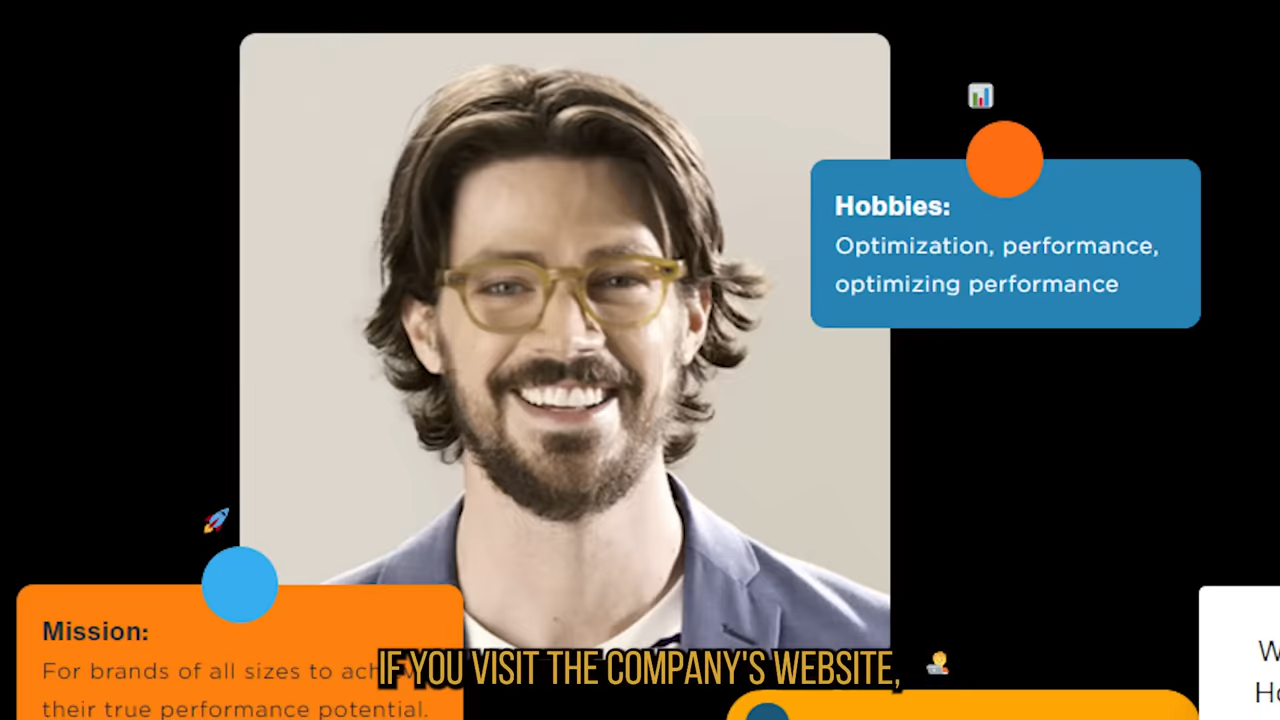 Hobbies:
Optimization, performance,
optimizing performance
Mission:
For brands of all sizes to
their true performance potential.
IF YOU VISIT THE COMPANY'S WEBSITE,